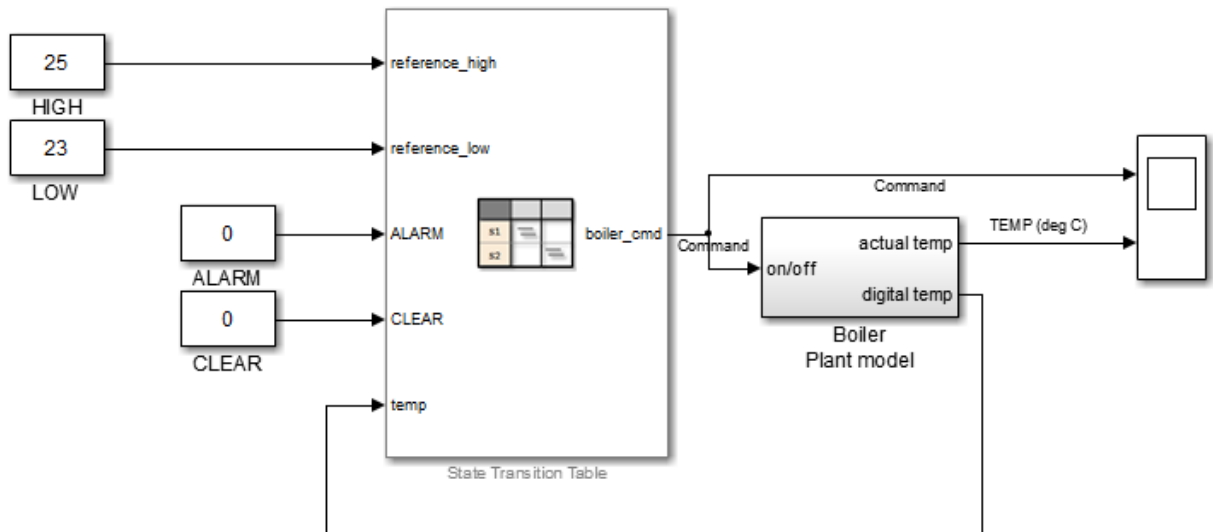 25
HIGH
23
LOW
0
ALARM
0
CLEAR
reference_high
reference_low
ALARM
CLEAR
temp
s1
s2
boiler_cmd
State Transition Table
Command
Command
on/off
actual temp
digital temp
Boiler
Plant model
TEMP (deg C)